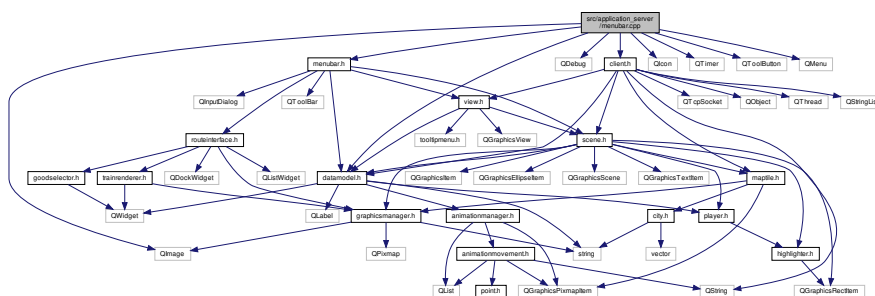 src/application_server
/menubar.cpp
menubar.h
QDebug
client.h
QIcon
QTimer
QToolButton
QMenu
QInputDialog
QToolBar
view.h
QTcpSocket
QObject
QThread
QStringList
routeinterface.h
tooltipmenu.h
QGraphicsView
scene.h
goodselector.h
trainrenderer.h
QDockWidget
QListWidget
datamodel.h
QGraphicsItem
QGraphicsEllipseItem
QGraphicsScene
QGraphicsTextItem
maptile.h
QWidget
QLabel
graphicsmanager.h
animationmanager.h
city.h
player.h
QImage
QPixmap
string
vector
highlighter.h
animationmovement.h
QList
point.h
QGraphicsPixmapItem
QString
QGraphicsRectItem